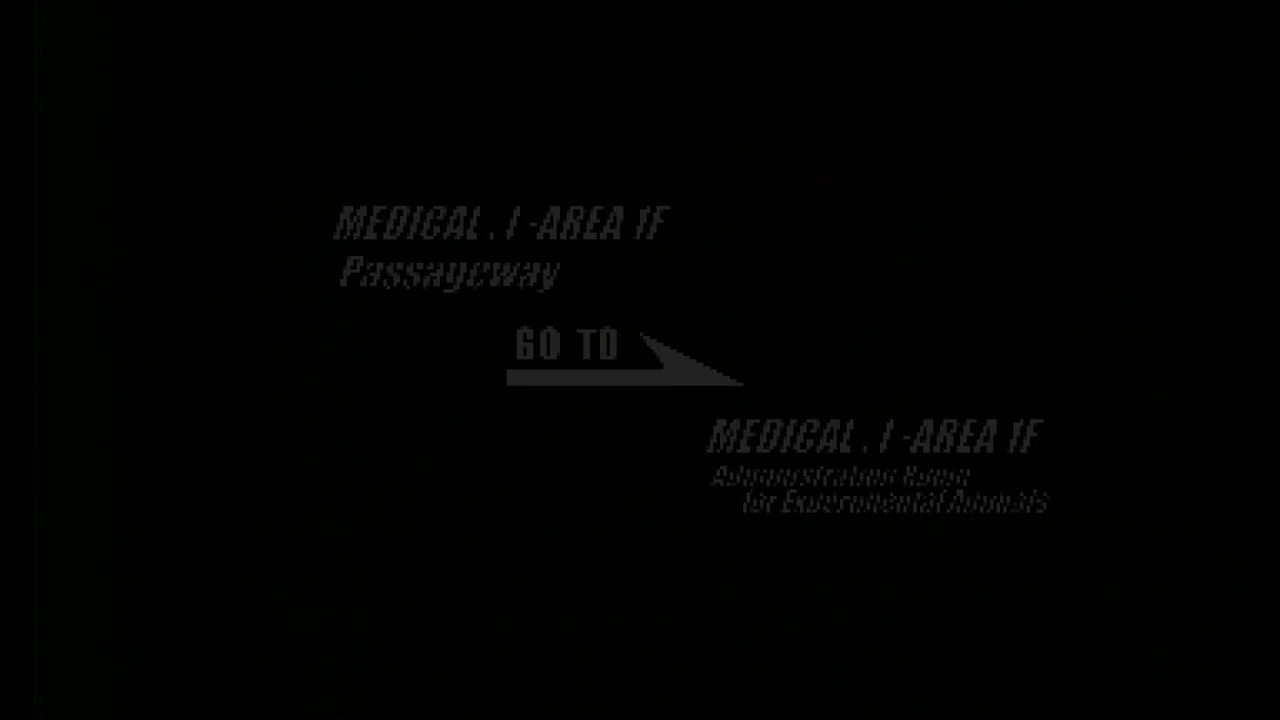 MEDICAL . I -AREA 1F
Passageway
GO TO
MEDICAL . I -AREA 1F
Administration Room
for Experimental Animals